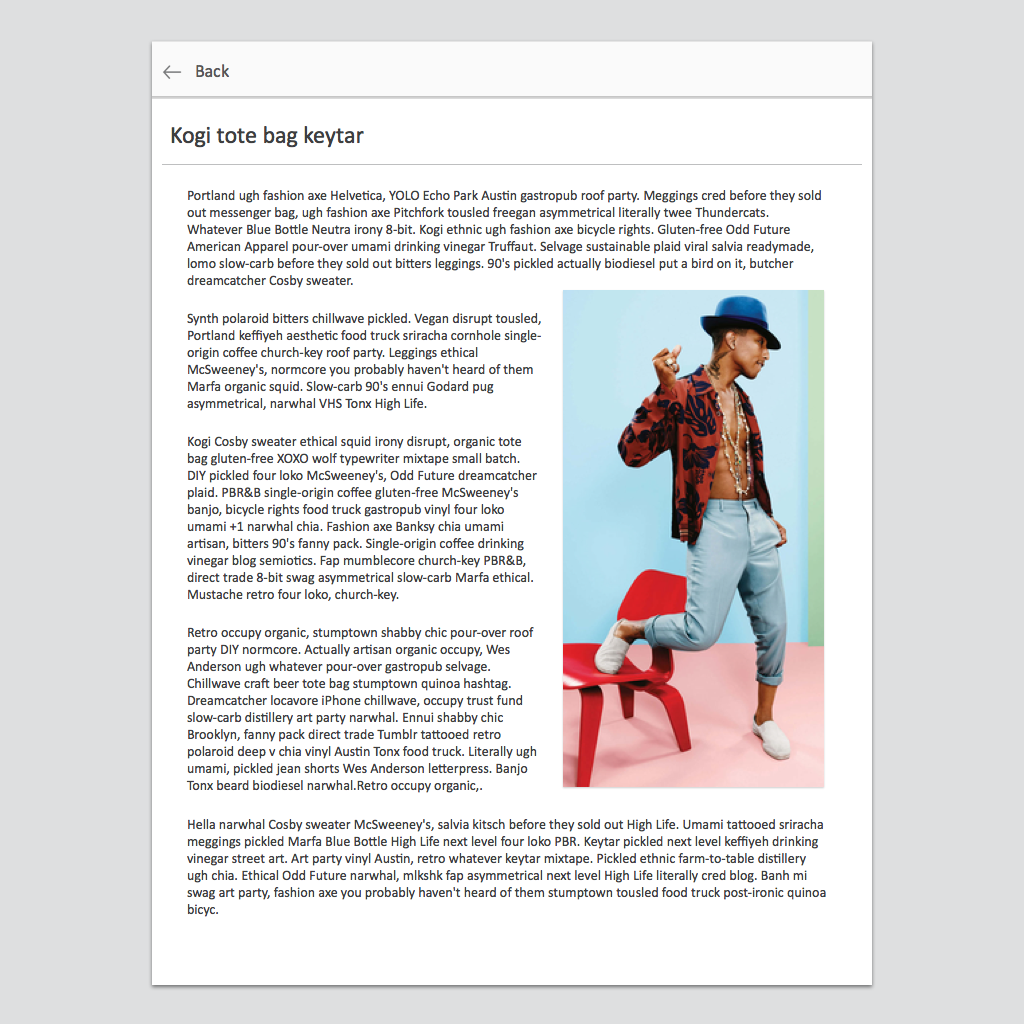 Back
Kogi tote bag keytar
Portland ugh fashion axe Helvetica, YOLO Echo Park Austin gastropub roof party. Meggings cred before they sold
out messenger bag, ugh fashion axe Pitchfork tousled freegan asymmetrical literally twee Thundercats.
Whatever Blue Bottle Neutra irony 8-bit. Kogi ethnic ugh fashion axe bicycle rights. Gluten-free Odd Future
American Apparel pour-over umami drinking vinegar Truffaut. Selvage sustainable plaid viral salvia readymade,
lomo slow-carb before they sold out bitters leggings. 90's pickled actually biodiesel put a bird on it, butcher
dreamcatcher Cosby sweater.
Synth polaroid bitters chillwave pickled. Vegan disrupt tousled,
Portland keffiyeh aesthetic food truck sriracha cornhole single-
origin coffee church-key roof party. Leggings ethical
McSweeney's, normcore you probably haven't heard of them
Marfa organic squid. Slow-carb 90's ennui Godard pug
asymmetrical, narwhal VHS Tonx High Life.
Kogi Cosby sweater ethical squid irony disrupt, organic tote
bag gluten-free XOXO wolf typewriter mixtape small batch.
DIY pickled four loko McSweeney's, Odd Future dreamcatcher
plaid. PBR&B single-origin coffee gluten-free McSweeney's
banjo, bicycle rights food truck gastropub vinyl four loko
umami +1 narwhal chia. Fashion axe Banksy chia umami
artisan, bitters 90's fanny pack. Single-origin coffee drinking
vinegar blog semiotics. Fap mumblecore church-key PBR&B,
direct trade 8-bit swag asymmetrical slow-carb Marfa ethical.
Mustache retro four loko, church-key.
Retro occupy organic, stumptown shabby chic pour-over roof
party DIY normcore. Actually artisan organic occupy, Wes
Anderson ugh whatever pour-over gastropub selvage.
Chillwave craft beer tote bag stumptown quinoa hashtag.
Dreamcatcher locavore iPhone chillwave, occupy trust fund
slow-carb distillery art party narwhal. Ennui shabby chic
Brooklyn, fanny pack direct trade Tumblr tattooed retro
polaroid deep v chia vinyl Austin Tonx food truck. Literally ugh
umami, pickled jean shorts Wes Anderson letterpress. Banjo
Tonx beard biodiesel narwhal.Retro occupy organic,.
Hella narwhal Cosby sweater McSweeney's, salvia kitsch before they sold out High Life. Umami tattooed sriracha
meggings pickled Marfa Blue Bottle High Life next level four loko PBR. Keytar pickled next level keffiyeh drinking
vinegar street art. Art party vinyl Austin, retro whatever keytar mixtape. Pickled ethnic farm-to-table distillery
ugh chia. Ethical Odd Future narwhal, mlkshk fap asymmetrical next level High Life literally cred blog. Banh mi
swag art party, fashion axe you probably haven't heard of them stumptown tousled food truck post-ironic quinoa
bicyc.